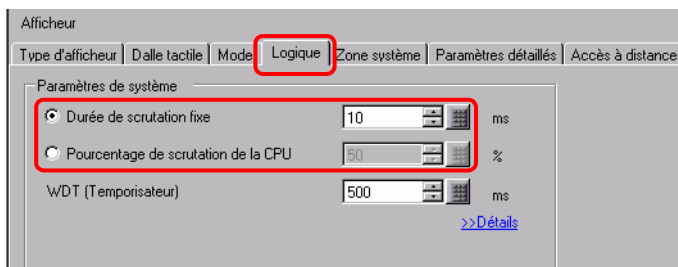 Afficheur
Type d'afficheur Dalle tactile Mode Logique Zone système Paramètres détaillés Accès à distance
Paramètres de système
Durée de scrutation fixe 10 ms
Pourcentage de scrutation de la CPU 50 %
WDT (Temporisateur) 500 ms
>>Détails